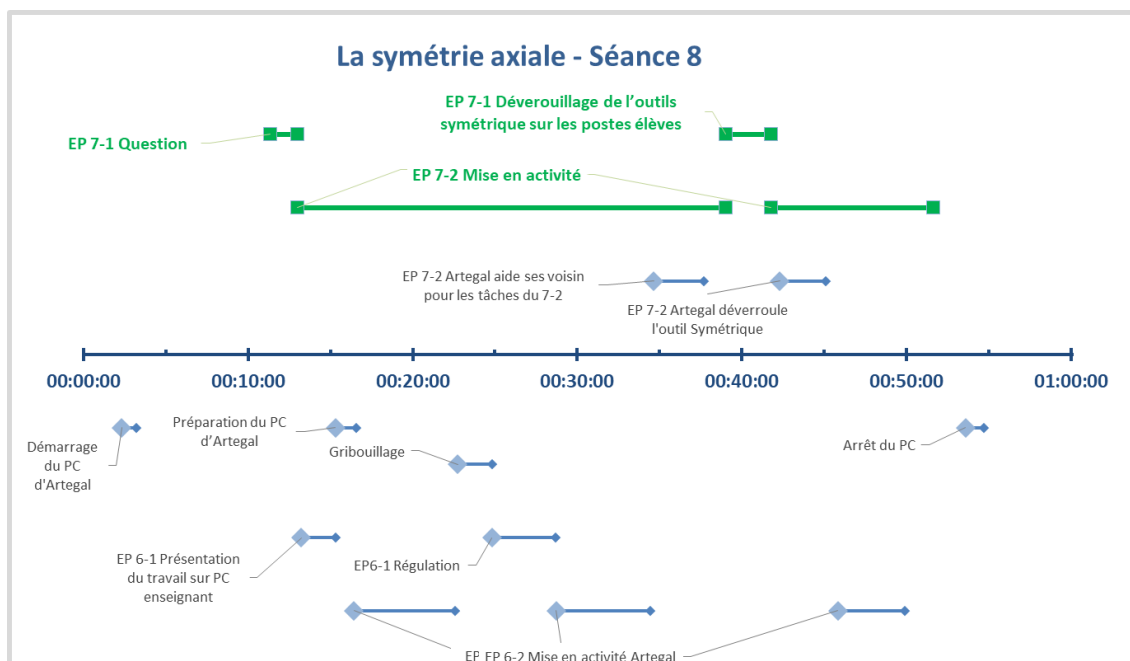 La symétrie axiale - Séance 8
EP 7-1 Déverouillage de l'outils
symétrique sur les postes élèves
EP 7-1 Question
EP 7-2 Mise en activité
EP 7-2 Artegal aide ses voisin
pour les tâches du 7-2
EP 7-2 Artegal déverroule
l'outil Symétrique
00:00:00 00:10:00 00:20:00 00:30:00 00:40:00 00:50:00 01:00:00
Démarrage
du PC
d'Artegal
Préparation du PC
d'Artegal
Gribouillage
Arrêt du PC
EP 6-1 Présentation
du travail sur PC
enseignant
EP6-1 Régulation
EP EP 6-2 Mise en activité Artegal